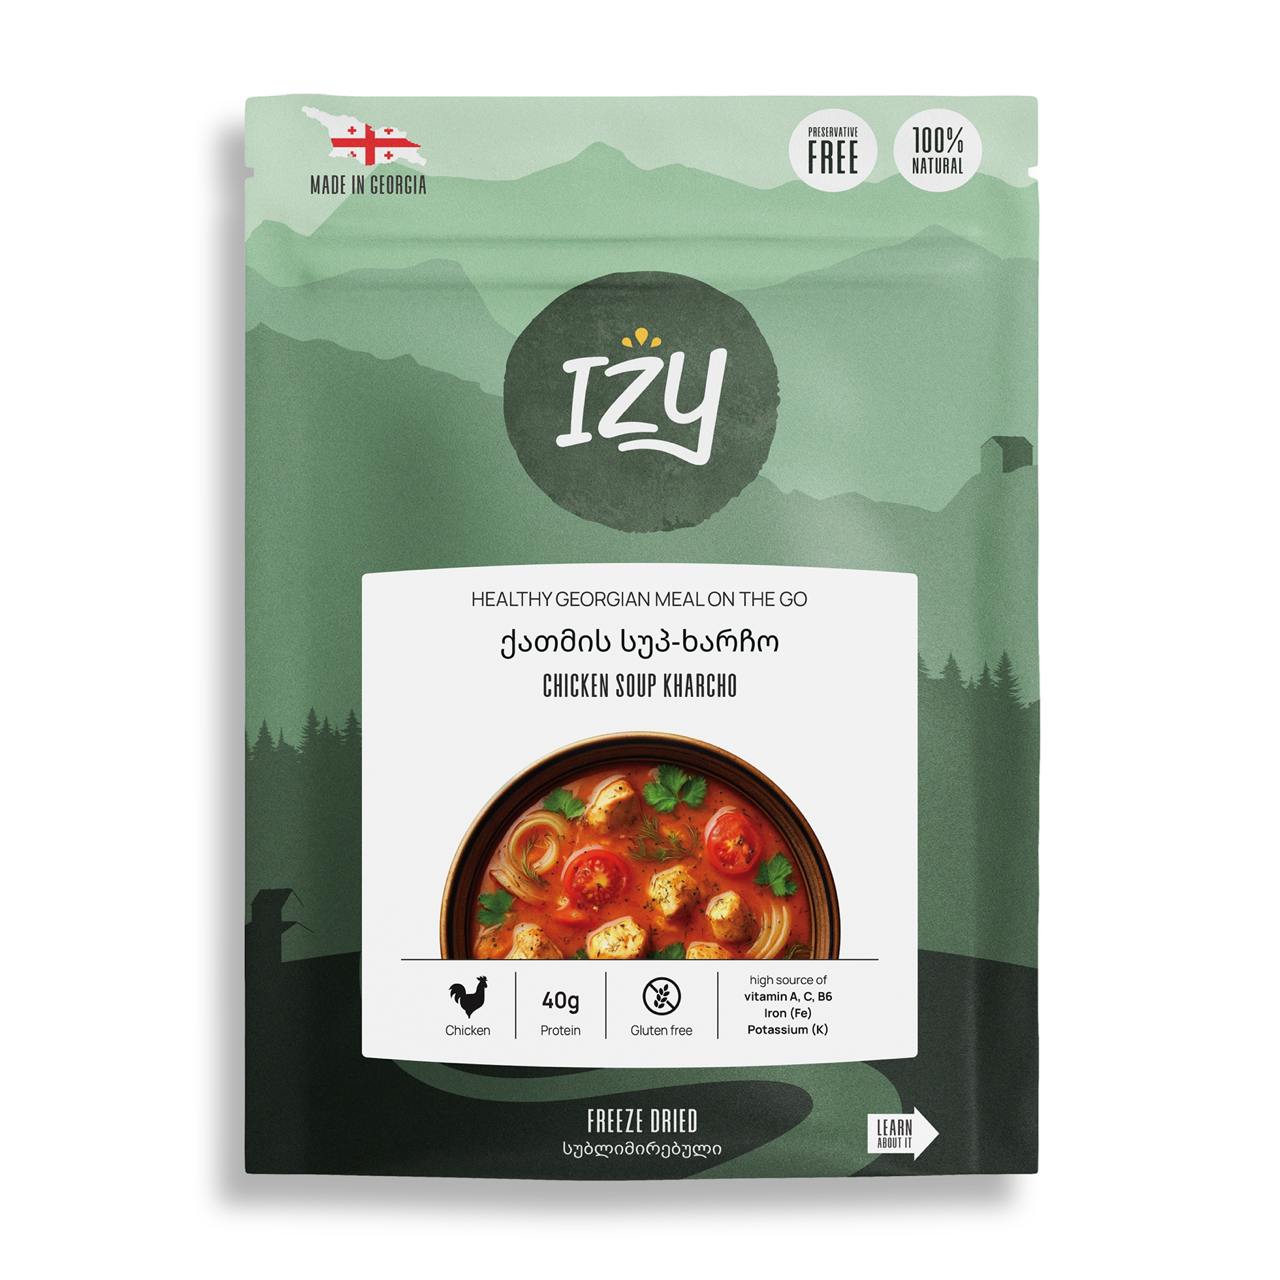 MADE IN GEORGIA
PRESERVATIVE
FREE
100%
NATURAL
IZY
HEALTHY GEORGIAN MEAL ON THE GO
ქათმის სუპ-ხარჩო
CHICKEN SOUP KHARCHO
Chicken
40g
Protein
Gluten free
high source of
vitamin A, C, B6
Iron (Fe)
Potassium (K)
FREEZE DRIED
სუბლიმირებული
LEARN
ABOUT IT